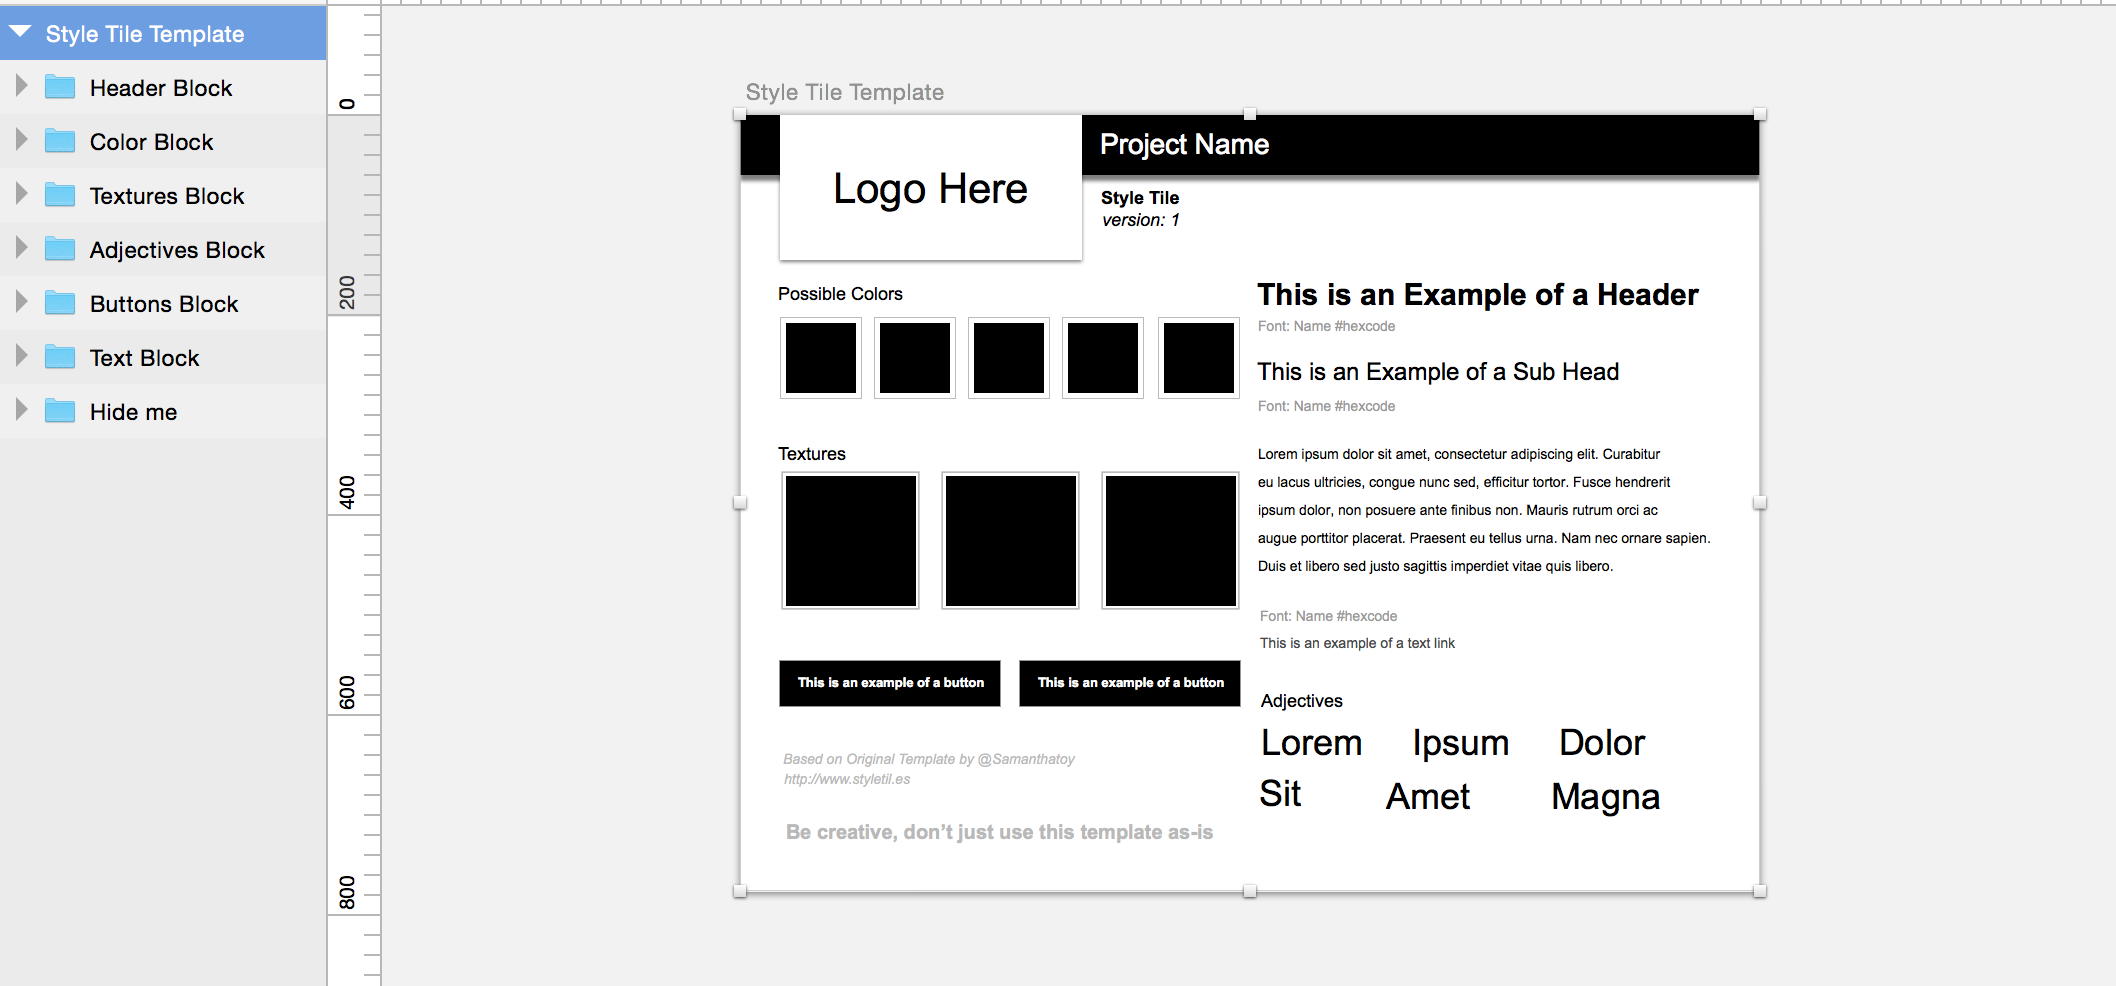 Style Tile Template
Header Block
Color Block
Textures Block
Adjectives Block
Buttons Block
Text Block
Hide me
0
200
400
600
800
Style Tile Template
Logo Here
Project Name
Style Tile
version: 1
Possible Colors
Textures
This is an example of a button
This is an example of a button
Based on Original Template by @Samanthatoy
http://www.styletil.es
Be creative, don’t just use this template as-is
This is an Example of a Header
Font: Name #hexcode
This is an Example of a Sub Head
Font: Name #hexcode
Lorem ipsum dolor sit amet, consectetur adipiscing elit. Curabitur
eu lacus ultricies, congue nunc sed, efficitur tortor. Fusce hendrerit
ipsum dolor, non posuere ante finibus non. Mauris rutrum orci ac
augue porttitor placerat. Praesent eu tellus urna. Nam nec ornare sapien.
Duis et libero sed justo sagittis imperdiet vitae quis libero.
Font: Name #hexcode
This is an example of a text link
Adjectives
Lorem Ipsum Dolor
Sit Amet Magna